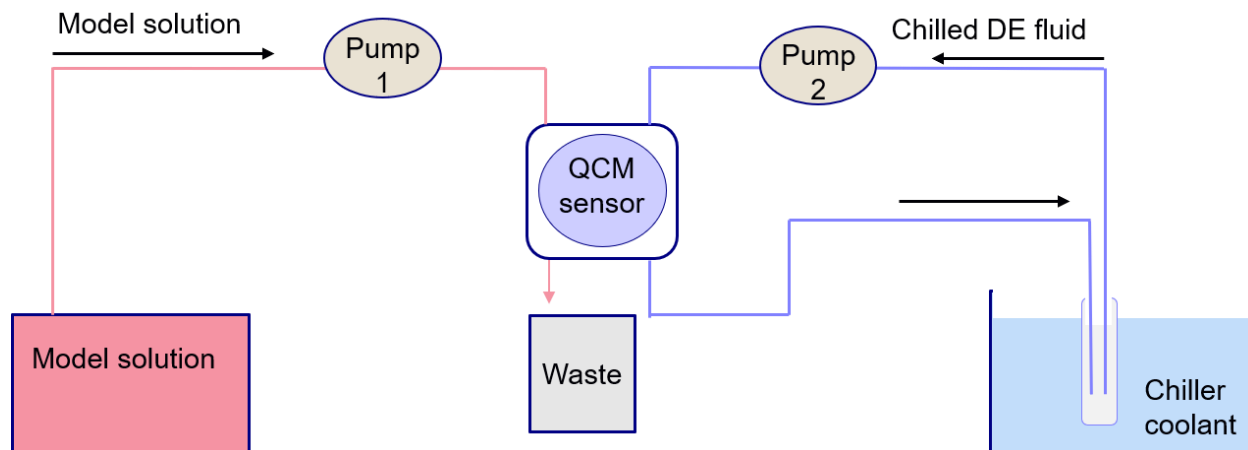 Model solution
Pump
1
Pump
2
Chilled DE fluid
QCM
sensor
Model solution
Waste
Chiller
coolant